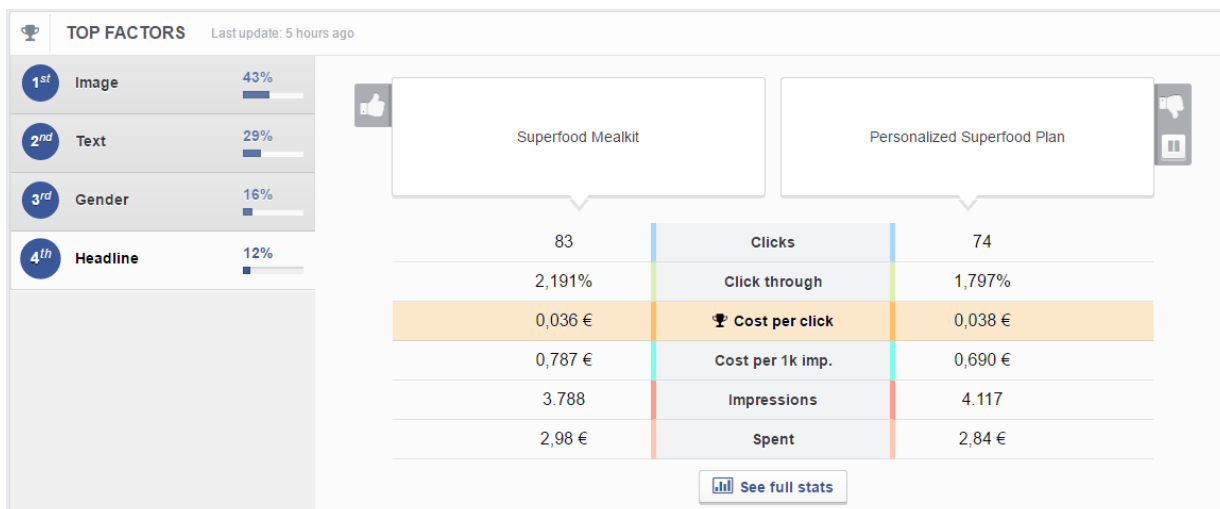 TOP FACTORS Last update: 5 hours ago
1st Image 43%
2nd Text 29%
3rd Gender 16%
4th Headline 12%
Superfood Mealkit Personalized Superfood Plan
83 Clicks 74
2,191% Click through 1,797%
0,036 € Cost per click 0,038 €
0,787 € Cost per 1k imp. 0,690 €
3.788 Impressions 4.117
2,98 € Spent 2,84 €
See full stats